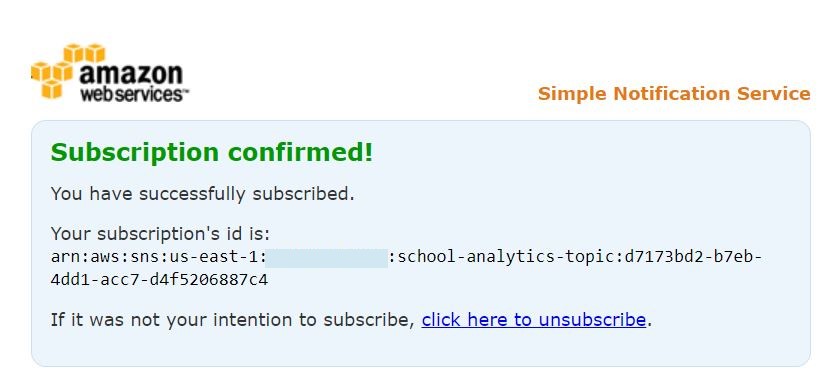 amazon
webservices™
Simple Notification Service
Subscription confirmed!
You have successfully subscribed.
Your subscription's id is:
arn:aws:sns:us-east-1: :school-analytics-topic:d7173bd2-b7eb-
4dd1-acc7-d4f5206887c4
If it was not your intention to subscribe, click here to unsubscribe.